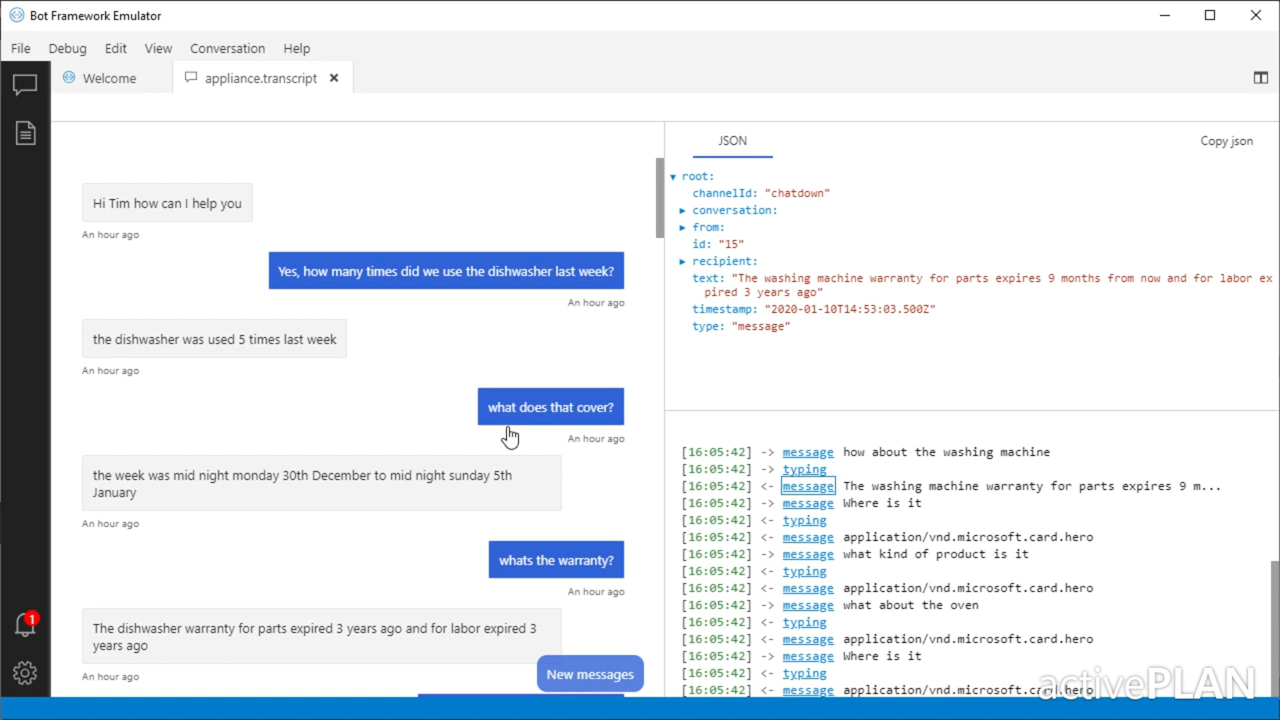 Bot Framework Emulator
File Debug Edit View Conversation Help
Welcome
appliance.transcript
Hi Tim how can I help you
An hour ago
Yes, how many times did we use the dishwasher last week?
An hour ago
the dishwasher was used 5 times last week
An hour ago
what does that cover?
An hour ago
the week was mid night monday 30th December to mid night sunday 5th
January
An hour ago
whats the warranty?
An hour ago
The dishwasher warranty for parts expired 3 years ago and for labor expired 3
years ago
An hour ago
New messages
1
JSON
Copy json
root:
channelId: "chatdown"
conversation:
from:
id: "15"
recipient:
text: "The washing machine warranty for parts expires 9 months from now and for labor ex
pired 3 years ago"
timestamp: "2020-01-10T14:53:03.500Z"
type: "message"
[16:05:42] -> message how about the washing machine
[16:05:42] -> typing
[16:05:42] <- message The washing machine warranty for parts expires 9 m...
[16:05:42] -> message Where is it
[16:05:42] <- typing
[16:05:42] <- message application/vnd.microsoft.card.hero
[16:05:42] -> message what kind of product is it
[16:05:42] <- typing
[16:05:42] <- message application/vnd.microsoft.card.hero
[16:05:42] -> message what about the oven
[16:05:42] <- typing
[16:05:42] <- message application/vnd.microsoft.card.hero
[16:05:42] -> message Where is it
[16:05:42] <- typing
[16:05:42] <- message application/vnd.microsoft.card.hero
activePLAN